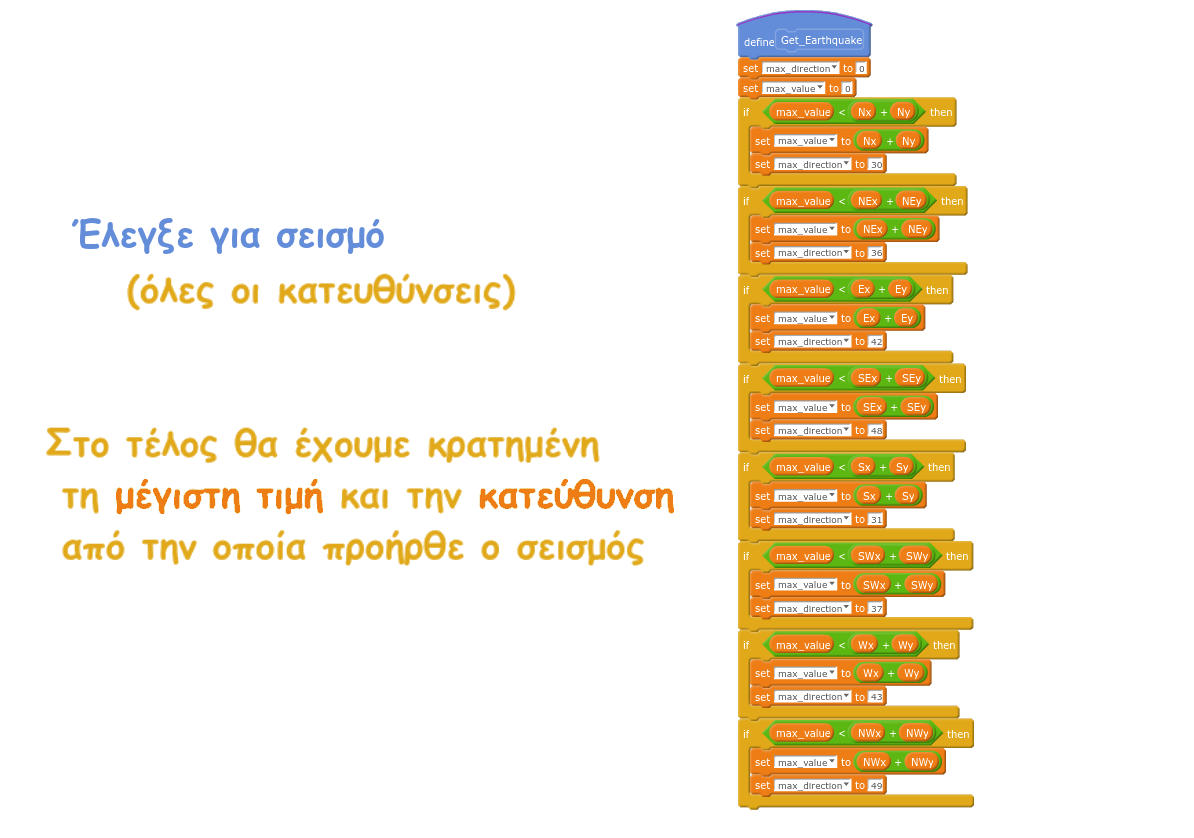 Έλεγξε για σεισμό
(όλες οι κατευθύνσεις)
Στο τέλος θα έχουμε κρατημένη
τη μέγιστη τιμή και την κατεύθυνση
από την οποία προήρθε ο σεισμός
define Get_Earthquake
set max_direction to 0
set max_value to 0
if max_value < Nx + Ny then
set max_value to Nx + Ny
set max_direction to 30
if max_value < NEx + NEy then
set max_value to NEx + NEy
set max_direction to 36
if max_value < Ex + Ey then
set max_value to Ex + Ey
set max_direction to 42
if max_value < SEx + SEy then
set max_value to SEx + SEy
set max_direction to 48
if max_value < Sx + Sy then
set max_value to Sx + Sy
set max_direction to 31
if max_value < SWx + SWy then
set max_value to SWx + SWy
set max_direction to 37
if max_value < Wx + Wy then
set max_value to Wx + Wy
set max_direction to 43
if max_value < NWx + NWy then
set max_value to NWx + NWy
set max_direction to 49